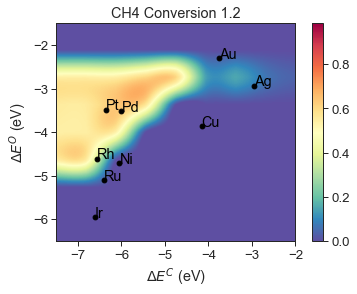 CH4 Conversion 1.2
Au
Ag
Pt
Pd
Cu
Rh
Ni
Ru
Ir
−2
−3
−4
−5
−6
ΔE^O (eV)
−7
−6
−5
−4
−3
−2
ΔE^C (eV)
0.8
0.6
0.4
0.2
0.0